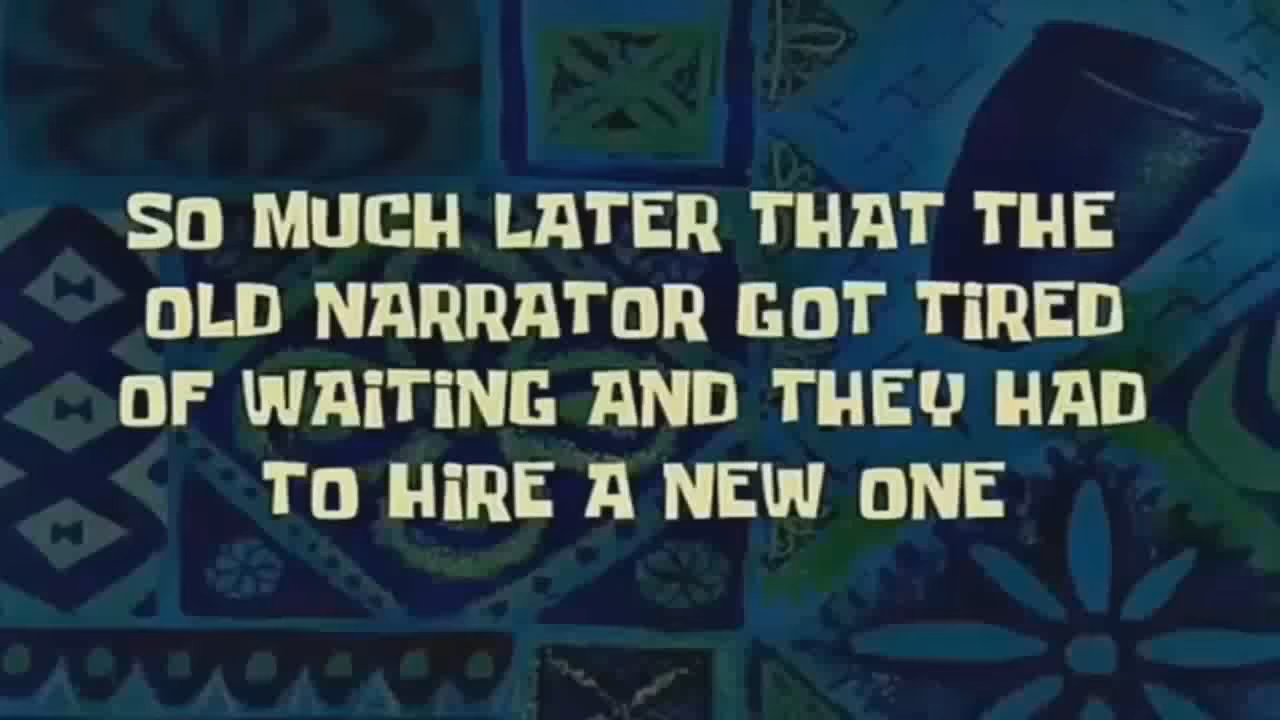 SO MUCH LATER THAT THE
OLD NARRATOR GOT TiRED
OF WAiTiNG AND THEY HAD
TO HiRE A NEW ONE